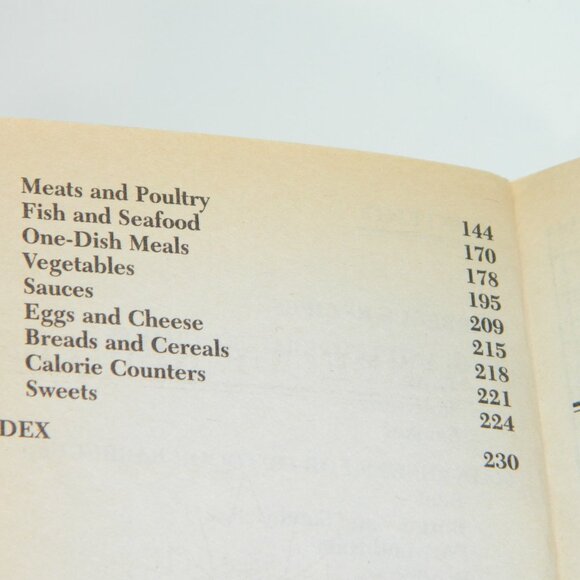 Meats and Poultry 144
Fish and Seafood 170
One-Dish Meals 178
Vegetables 195
Sauces 209
Eggs and Cheese 215
Breads and Cereals 218
Calorie Counters 221
Sweets 224
DEX 230